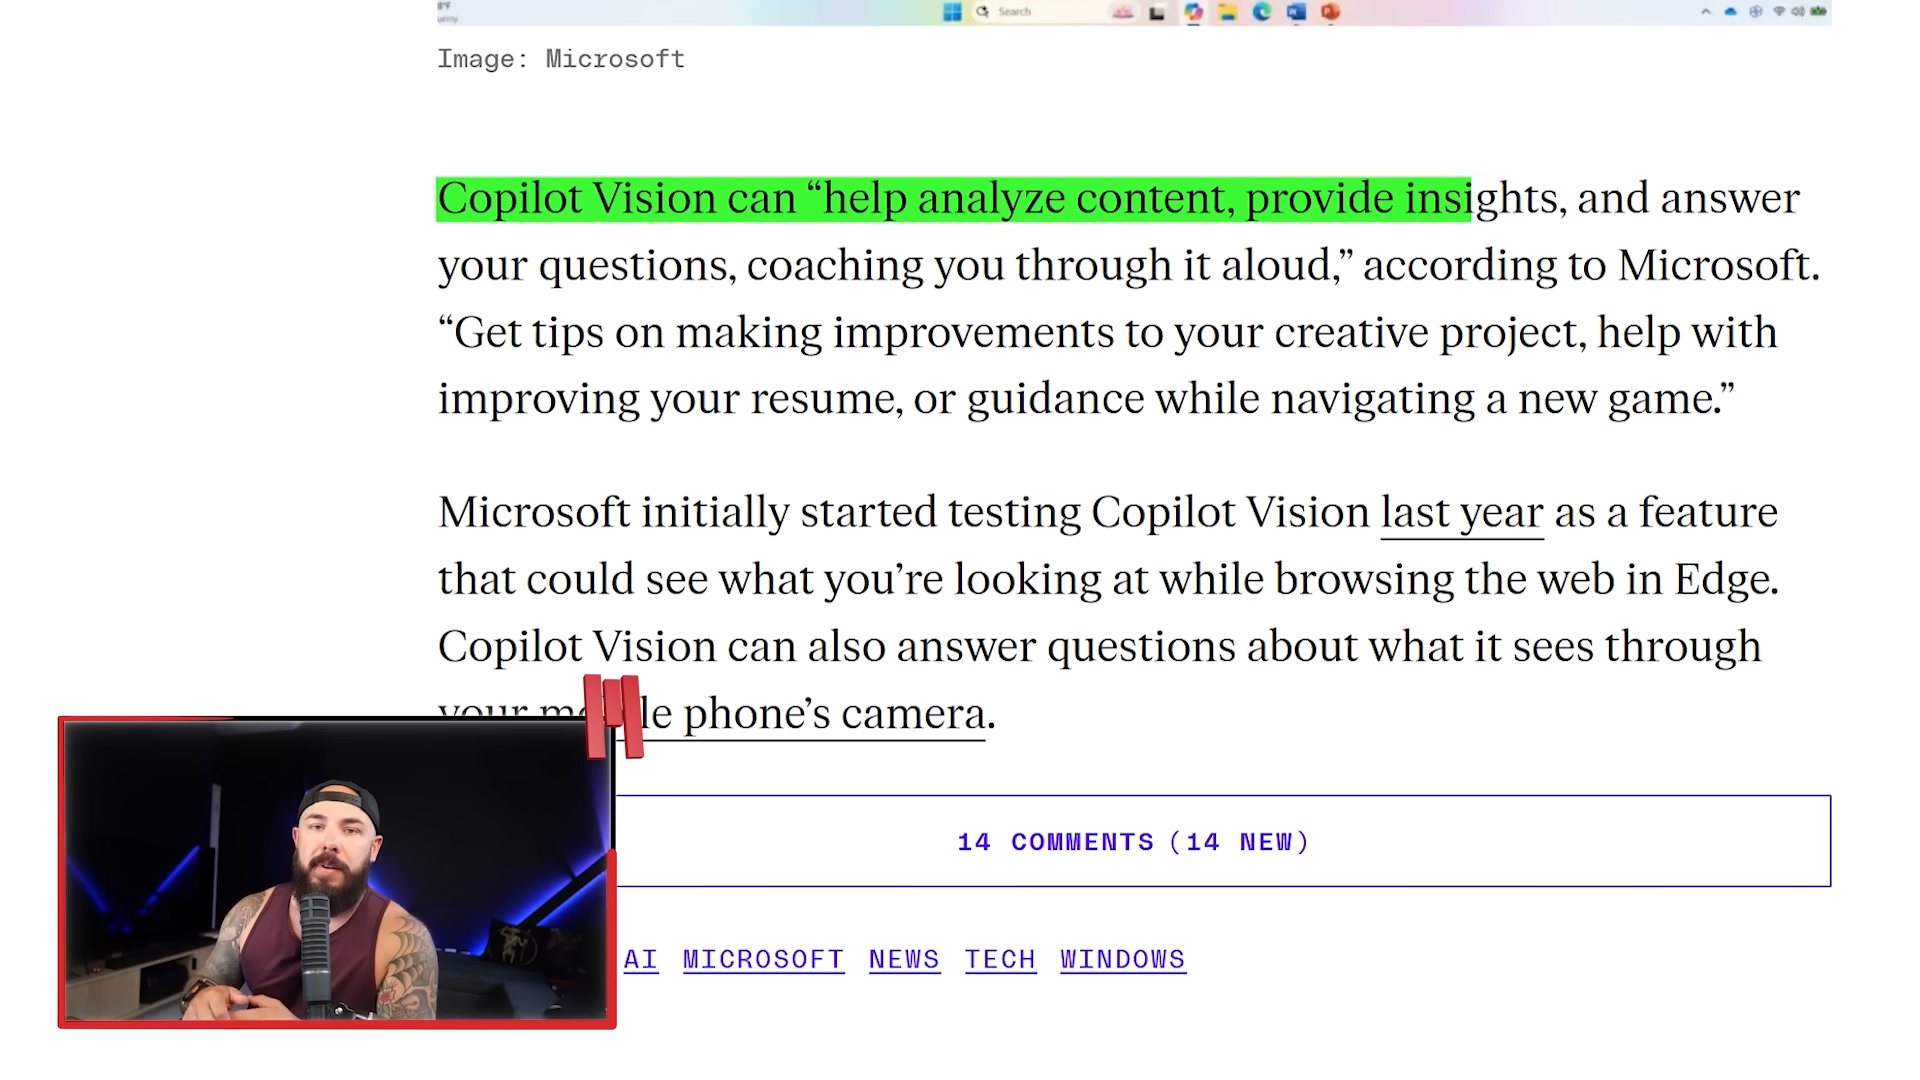 Search
Image: Microsoft
Copilot Vision can “help analyze content, provide insights, and answer
your questions, coaching you through it aloud,” according to Microsoft.
“Get tips on making improvements to your creative project, help with
improving your resume, or guidance while navigating a new game.”
Microsoft initially started testing Copilot Vision last year as a feature
that could see what you’re looking at while browsing the web in Edge.
Copilot Vision can also answer questions about what it sees through
your phone’s camera.
14 COMMENTS (14 NEW)
AI MICROSOFT NEWS TECH WINDOWS